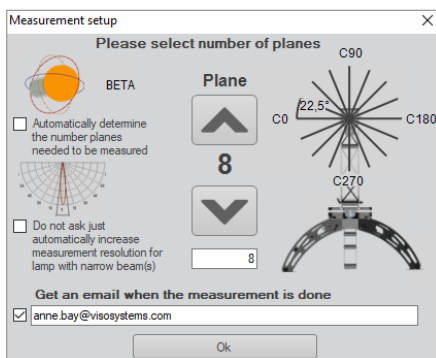 Measurement setup
Please select number of planes
BETA
Automatically determine
the number planes
needed to be measured
Do not ask just
automatically increase
measurement resolution for
lamp with narrow beam(s)
Plane
8
8
C90
22,5°
C0
C180
C270
Get an email when the measurement is done
anne.bay@visosystems.com
Ok